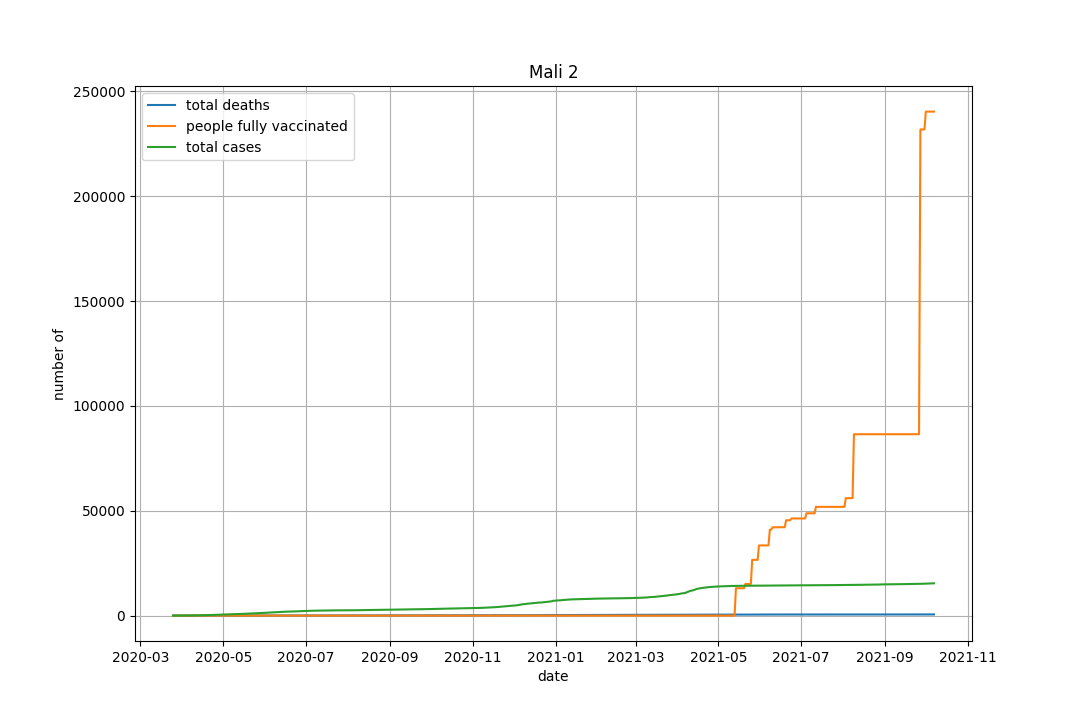 Mali 2
total deaths
people fully vaccinated
total cases
250000
200000
150000
100000
50000
0
number of
2020-03 2020-05 2020-07 2020-09 2020-11 2021-01 2021-03 2021-05 2021-07 2021-09 2021-11
date